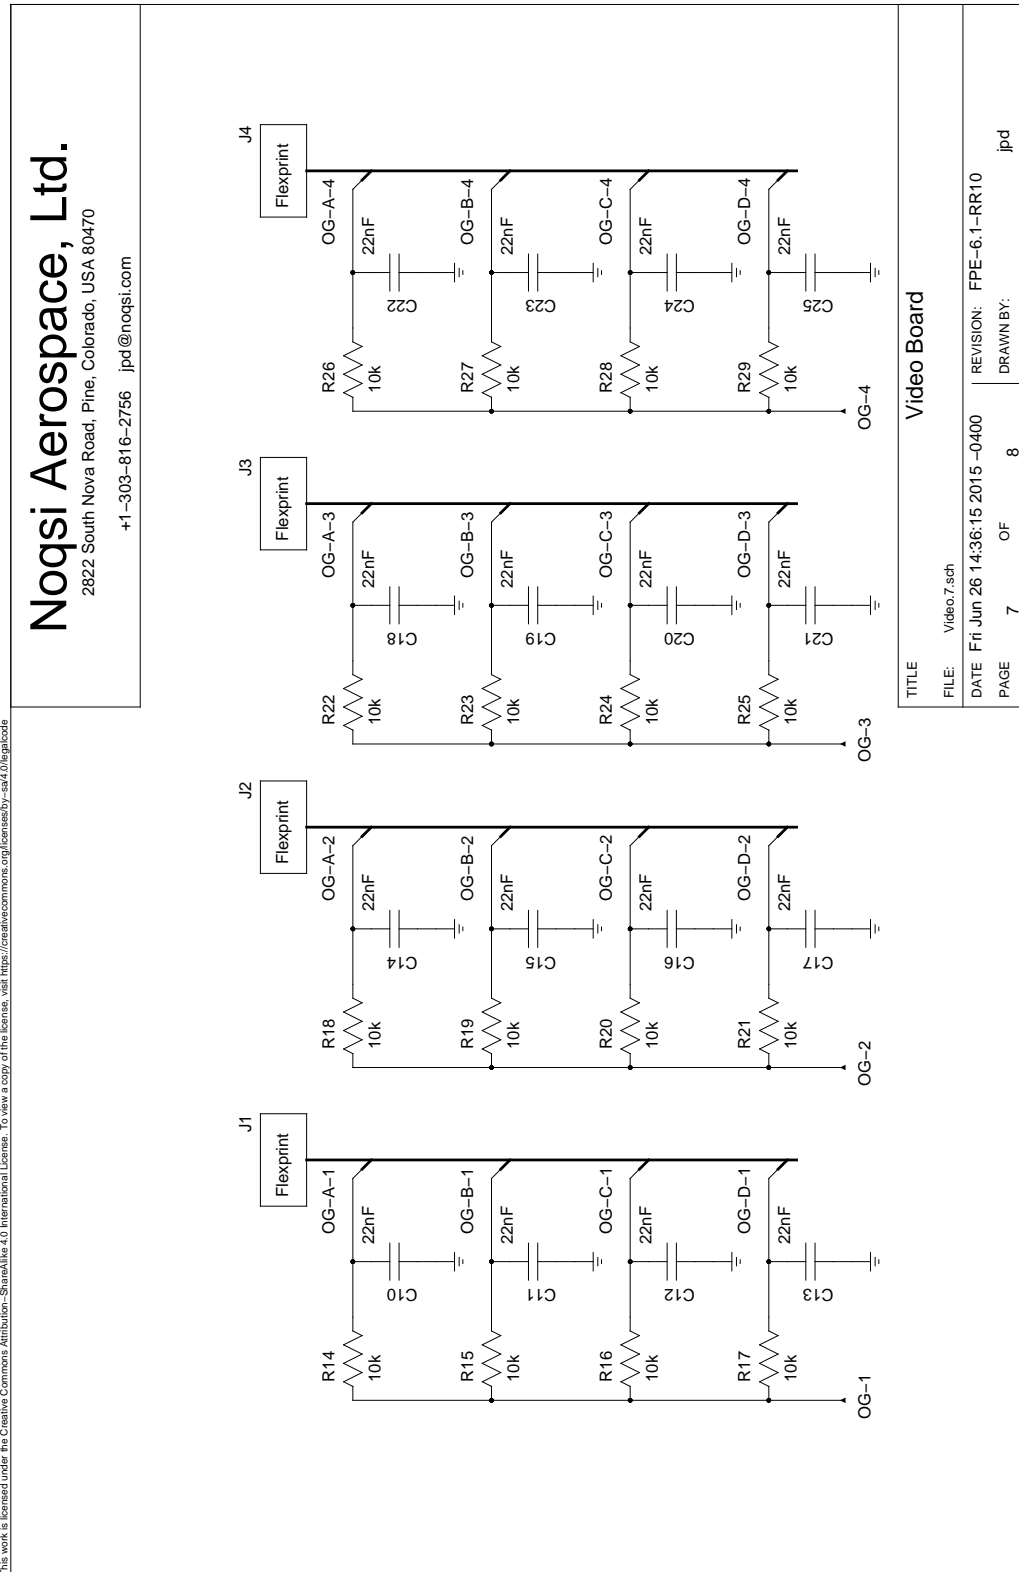 Noqsi Aerospace, Ltd.
2822 South Nova Road, Pine, Colorado, USA 80470
+1−303−816−2756 jpd@noqsi.com
This work is licensed under the Creative Commons Attribution−ShareAlike 4.0 International License. To view a copy of the license, visit https://creativecommons.org/licenses/by−sa/4.0/legalcode
J1
Flexprint
OG−A−1
R14
10k
22nF
C10
OG−B−1
R15
10k
22nF
C11
OG−C−1
R16
10k
22nF
C12
OG−D−1
R17
10k
22nF
C13
OG−1
J2
Flexprint
OG−A−2
R18
10k
22nF
C14
OG−B−2
R19
10k
22nF
C15
OG−C−2
R20
10k
22nF
C16
OG−D−2
R21
10k
22nF
C17
OG−2
J3
Flexprint
OG−A−3
R22
10k
22nF
C18
OG−B−3
R23
10k
22nF
C19
OG−C−3
R24
10k
22nF
C20
OG−D−3
R25
10k
22nF
C21
OG−3
J4
Flexprint
OG−A−4
R26
10k
22nF
C22
OG−B−4
R27
10k
22nF
C23
OG−C−4
R28
10k
22nF
C24
OG−D−4
R29
10k
22nF
C25
OG−4
TITLE
Video Board
FILE: Video.7.sch
DATE Fri Jun 26 14:36:15 2015 −0400
REVISION: FPE−6.1−RR10
PAGE 7 OF 8
DRAWN BY: jpd